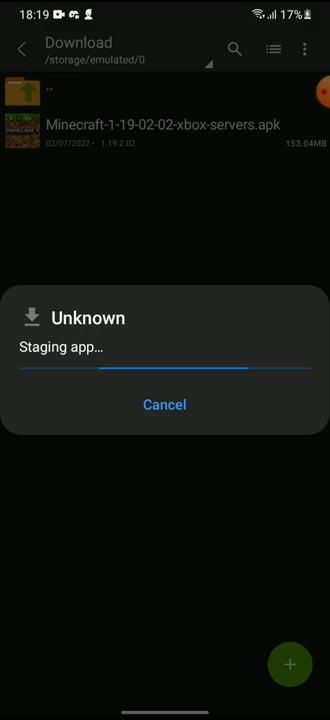 18:19
17%
Download
/storage/emulated/0
..
Minecraft-1-19-02-02-xbox-servers.apk
02/07/2022 • 1.19.2.02
153.04MB
Unknown
Staging app...
Cancel